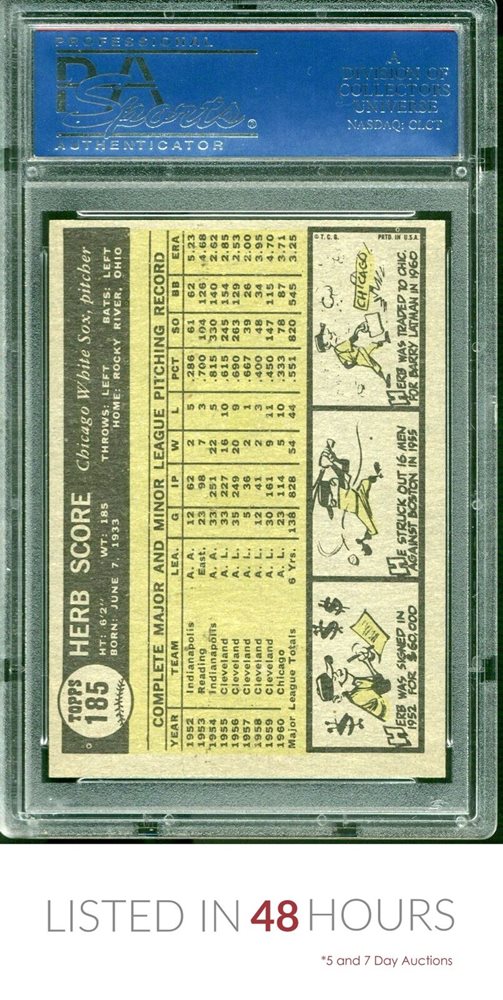 PROFESSIONAL
PSA
Sports®
AUTHENTICATOR
A
DIVISION OF
COLLECTORS
UNIVERSE
NASDAQ: CLCT
TOPPS
185
HERB SCORE Chicago White Sox, pitcher
HT: 6'2" WT: 185 THROWS: LEFT BATS: LEFT
BORN: JUNE 7, 1933 HOME: ROCKY RIVER, OHIO
COMPLETE MAJOR AND MINOR LEAGUE PITCHING RECORD
YEAR TEAM LEA. G IP W L PCT SO BB ERA
1952 Indianapolis A. A. 12 62 2 5 .286 61 62 5.23
1953 Reading East. 23 98 7 3 .700 104 126 4.68
1954 Indianapolis A. A. 33 251 22 5 .815 330 140 2.62
1955 Cleveland A. L. 33 227 16 10 .615 245 154 2.85
1956 Cleveland A. L. 35 249 20 9 .690 263 129 2.53
1957 Cleveland A. L. 5 36 2 1 .667 39 26 2.00
1958 Cleveland A. L. 12 41 2 3 .400 48 34 3.95
1959 Cleveland A. L. 30 161 9 11 .450 147 115 4.70
1960 Chicago A. L. 23 114 5 10 .333 78 87 3.71
Major League Totals 6 Yrs. 138 828 54 44 .551 820 545 3.25
HERB WAS SIGNED IN
1952 FOR $60,000
HE STRUCK OUT 16 MEN
AGAINST BOSTON IN 1955
© T.C.G. PRTD. IN U.S.A.
CHICAGO
HERB WAS TRADED TO CHIC.
FOR BARRY LATMAN IN 1960
LISTED IN 48 HOURS
*5 and 7 Day Auctions